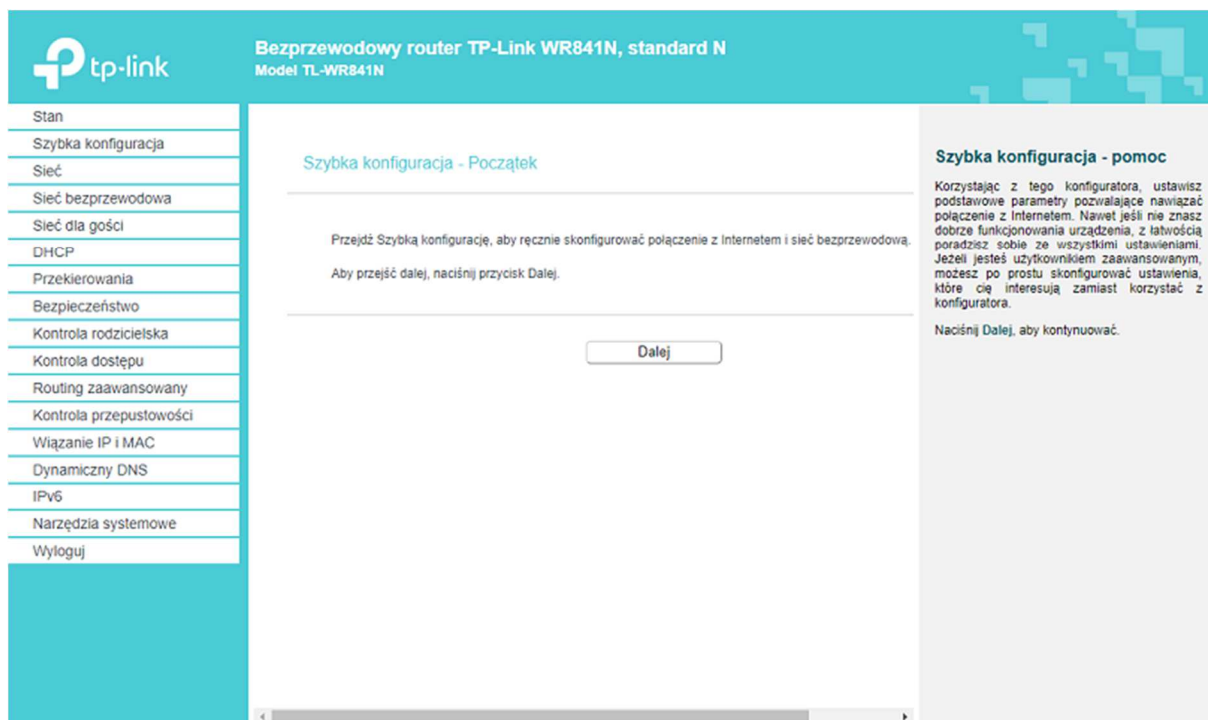 tp-link
Bezprzewodowy router TP-Link WR841N, standard N
Model TL-WR841N
Stan
Szybka konfiguracja
Sieć
Sieć bezprzewodowa
Sieć dla gości
DHCP
Przekierowania
Bezpieczeństwo
Kontrola rodzicielska
Kontrola dostępu
Routing zaawansowany
Kontrola przepustowości
Wiązanie IP i MAC
Dynamiczny DNS
IPv6
Narzędzia systemowe
Wyloguj
Szybka konfiguracja - Początek
Przejdź Szybką konfigurację, aby ręcznie skonfigurować połączenie z Internetem i sieć bezprzewodową.
Aby przejść dalej, naciśnij przycisk Dalej.
Dalej
Szybka konfiguracja - pomoc
Korzystając z tego konfiguratora, ustawisz
podstawowe parametry pozwalające nawiązać
połączenie z Internetem. Nawet jeśli nie znasz
dobrze funkcjonowania urządzenia, z łatwością
poradzisz sobie ze wszystkimi ustawieniami.
Jeżeli jesteś użytkownikiem zaawansowanym,
możesz po prostu skonfigurować ustawienia,
które cię interesują zamiast korzystać z
konfiguratora.
Naciśnij Dalej, aby kontynuować.